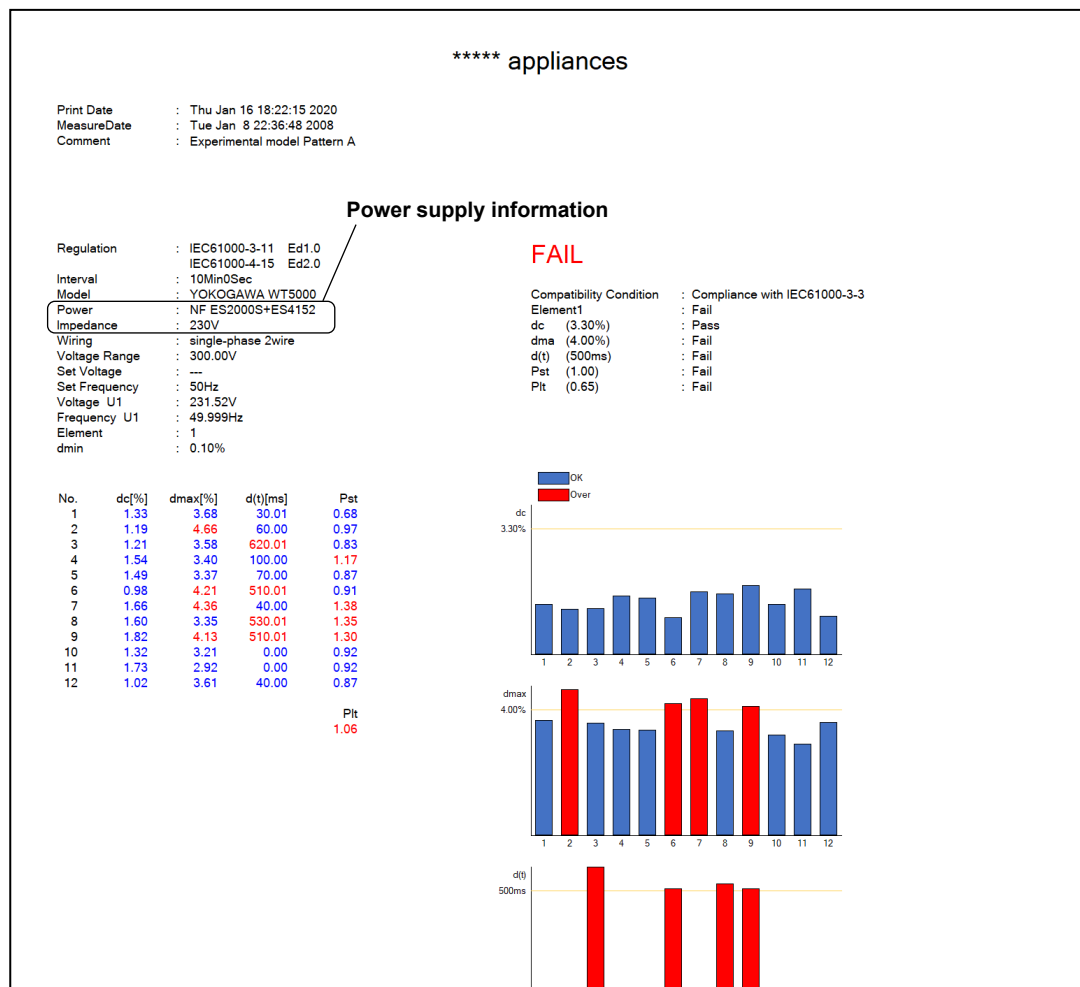 ***** appliances
Print Date : Thu Jan 16 18:22:15 2020
MeasureDate : Tue Jan 8 22:36:48 2008
Comment : Experimental model Pattern A
Power supply information
Regulation : IEC61000-3-11 Ed1.0
IEC61000-4-15 Ed2.0
Interval : 10Min0Sec
Model : YOKOGAWA WT5000
Power : NF ES2000S+ES4152
Impedance : 230V
Wiring : single-phase 2wire
Voltage Range : 300.00V
Set Voltage : ---
Set Frequency : 50Hz
Voltage U1 : 231.52V
Frequency U1 : 49.999Hz
Element : 1
dmin : 0.10%
FAIL
Compatibility Condition : Compliance with IEC61000-3-3
Element1 : Fail
dc (3.30%) : Pass
dma (4.00%) : Fail
d(t) (500ms) : Fail
Pst (1.00) : Fail
Plt (0.65) : Fail
No. dc[%] dmax[%] d(t)[ms] Pst
1 1.33 3.68 30.01 0.68
2 1.19 4.66 60.00 0.97
3 1.21 3.58 620.01 0.83
4 1.54 3.40 100.00 1.17
5 1.49 3.37 70.00 0.87
6 0.98 4.21 510.01 0.91
7 1.66 4.36 40.00 1.38
8 1.60 3.35 530.01 1.35
9 1.82 4.13 510.01 1.30
10 1.32 3.21 0.00 0.92
11 1.73 2.92 0.00 0.92
12 1.02 3.61 40.00 0.87
Plt
1.06
OK
Over
dc
3.30%
1 2 3 4 5 6 7 8 9 10 11 12
dmax
4.00%
1 2 3 4 5 6 7 8 9 10 11 12
d(t)
500ms